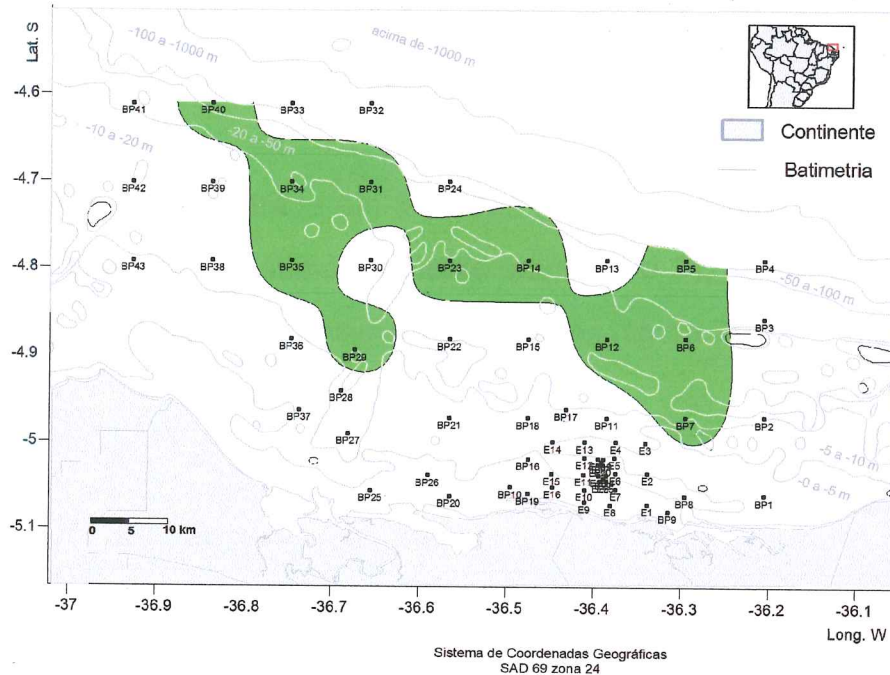 Lat. S
-100 a -1000 m
acima de -1000 m
-4.6
BP41
BP40
BP33
BP32
-10 a -20 m
-20 a -50 m
Continente
Batimetria
-4.7
BP42
BP39
BP34
BP31
BP24
-4.8
BP43
BP38
BP35
BP30
BP23
BP14
BP13
BP5
BP4
-50 a -100 m
BP3
-4.9
BP36
BP29
BP22
BP15
BP12
BP6
BP28
BP37
BP27
BP21
BP18
BP17
BP11
BP7
BP2
-5
E14
E13
E4
E3
-5 a -10 m
BP16
E12
E5
BP26
E15
E11
E6
E2
-0 a -5 m
BP25
BP10
E16
E10
E7
BP20
BP19
E9
E8
E1
BP8
BP9
BP1
-5.1
0 5 10 km
-37 -36.9 -36.8 -36.7 -36.6 -36.5 -36.4 -36.3 -36.2 -36.1
Long. W
Sistema de Coordenadas Geográficas
SAD 69 zona 24